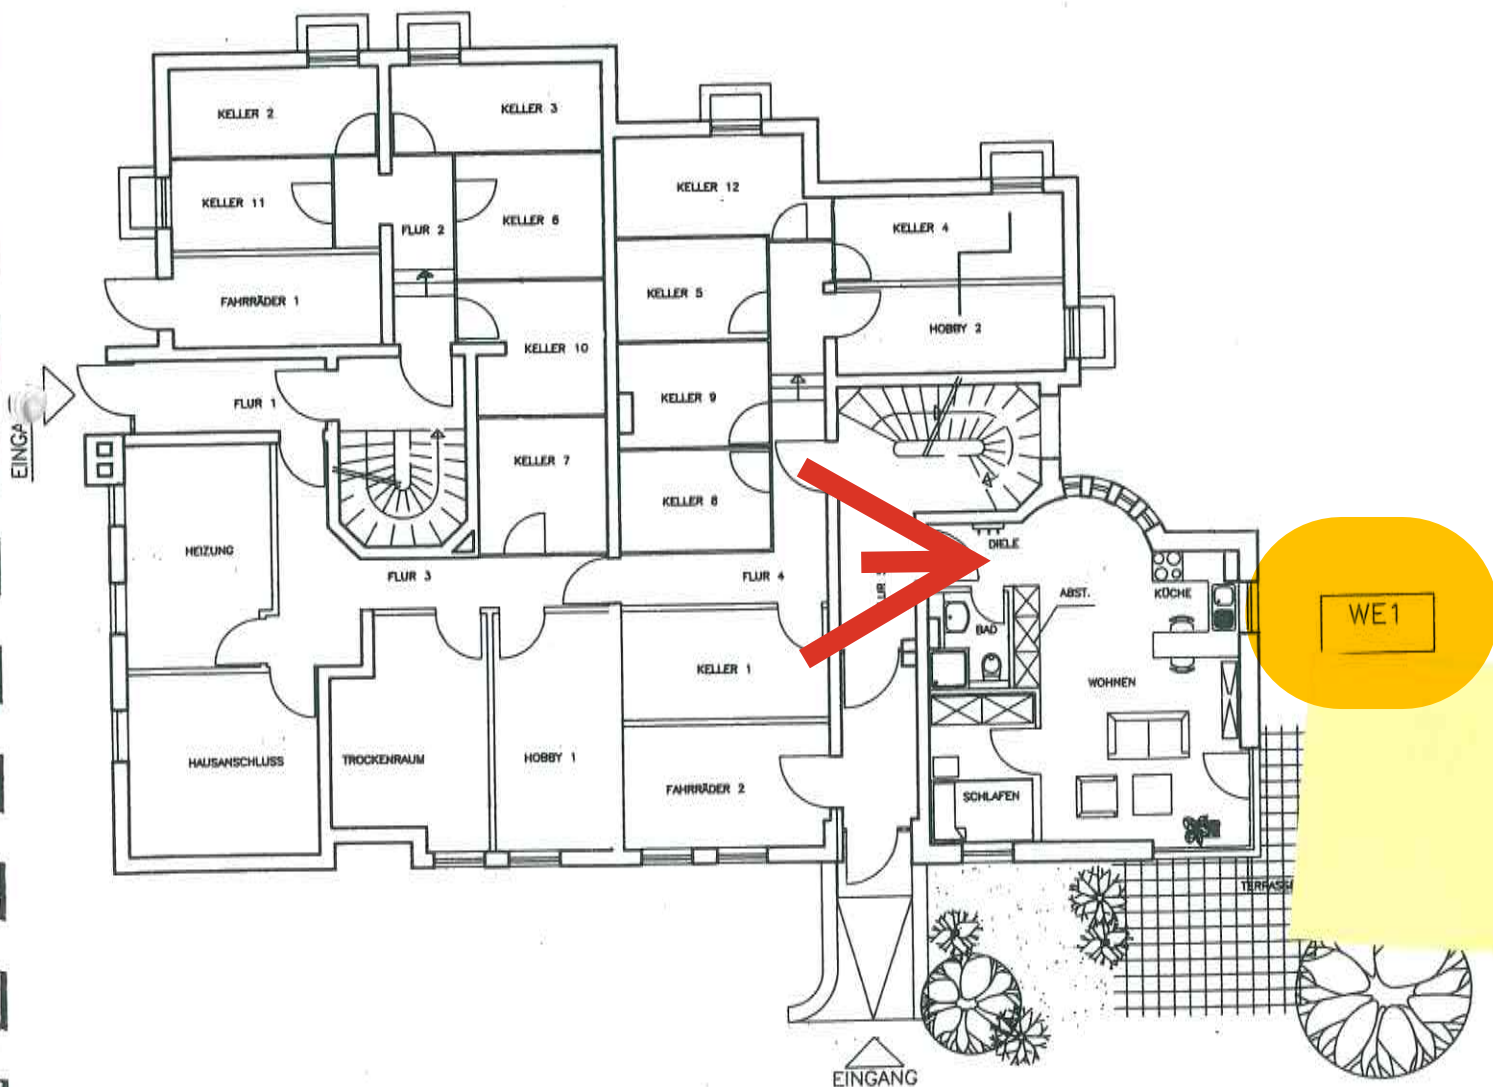 KELLER 2
KELLER 3
KELLER 11
FLUR 2
KELLER 6
KELLER 12
KELLER 4
FAHRRÄDER 1
KELLER 5
HOBBY 2
KELLER 10
FLUR 1
KELLER 9
EINGA
KELLER 7
KELLER 8
HEIZUNG
FLUR 3
FLUR 4
DIELE
ABST.
KÜCHE
WE1
BAD
KELLER 1
WOHNEN
HAUSANSCHLUSS
TROCKENRAUM
HOBBY 1
FAHRRÄDER 2
SCHLAFEN
TERRASSE
EINGANG